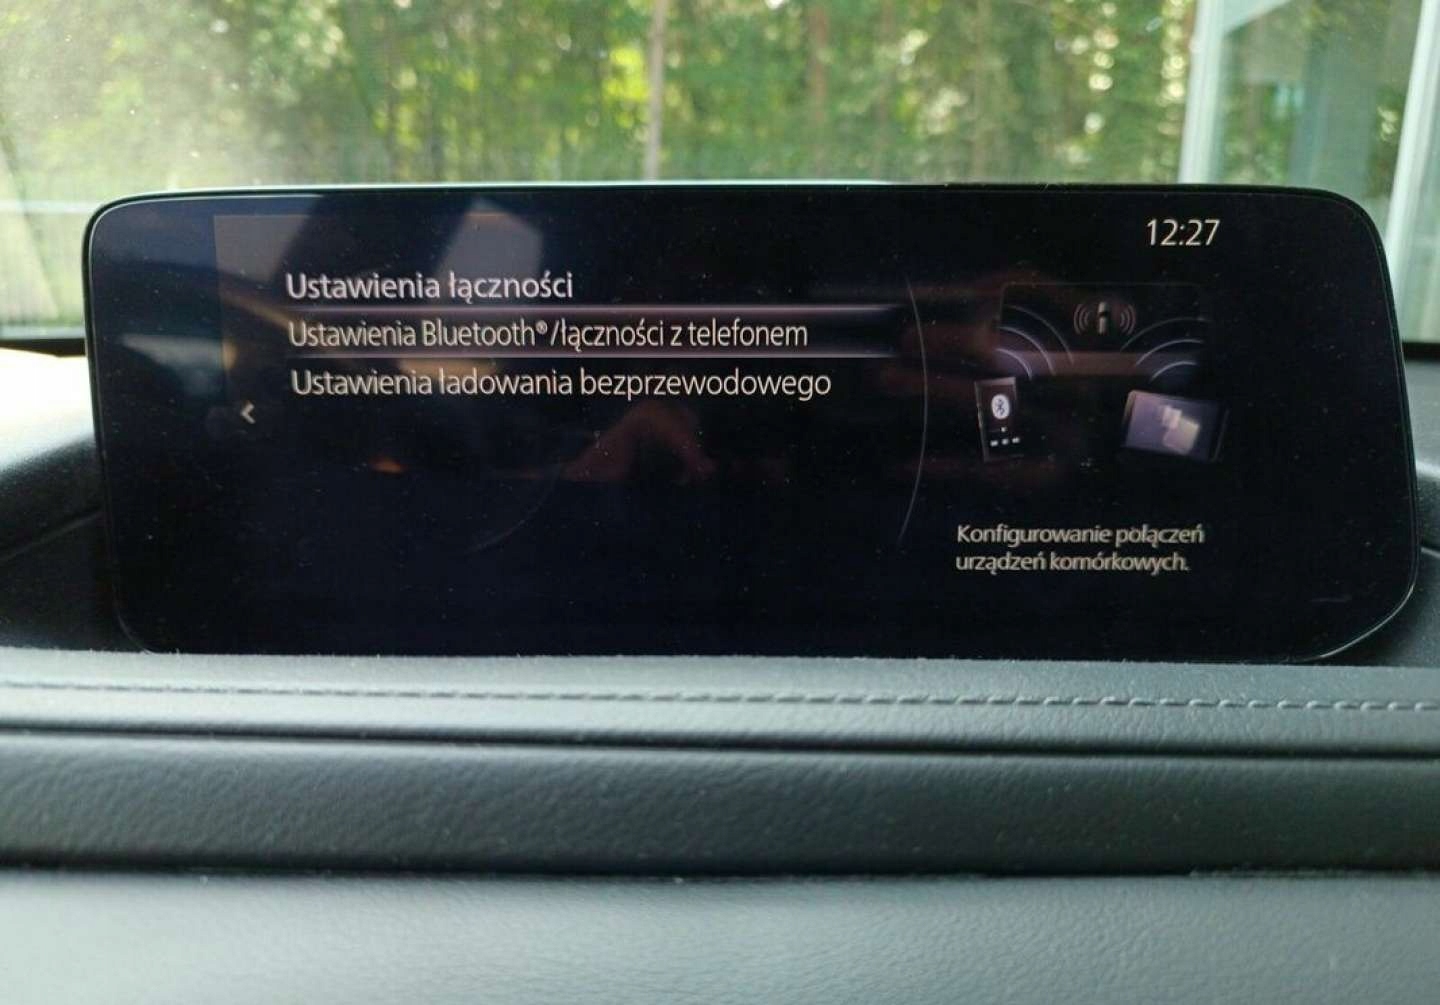 12:27
Ustawienia łączności
Ustawienia Bluetooth®/łączności z telefonem
Ustawienia ładowania bezprzewodowego
Konfigurowanie połączeń
urządzeń komórkowych.